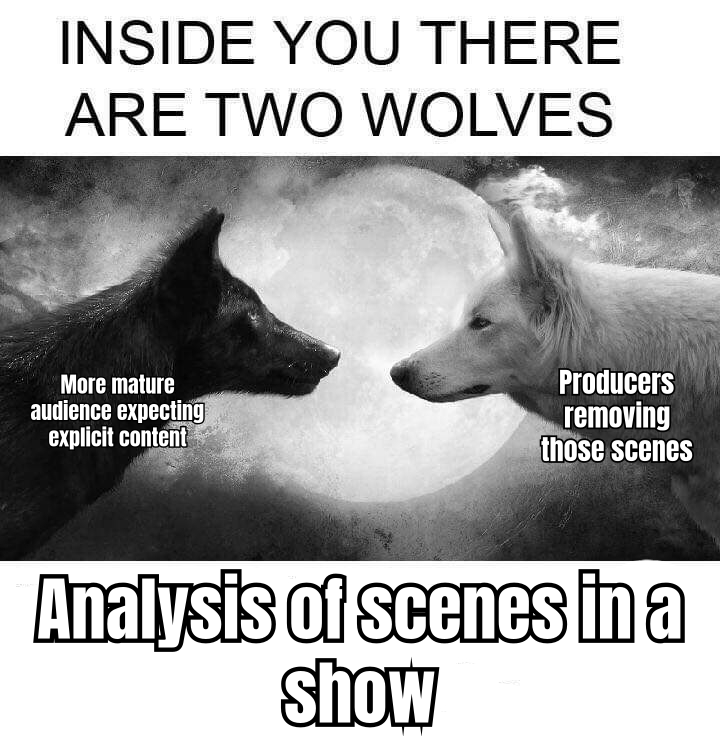 INSIDE YOU THERE
ARE TWO WOLVES
More mature
audience expecting
explicit content
Producers
removing
those scenes
Analysis of scenes in a
show